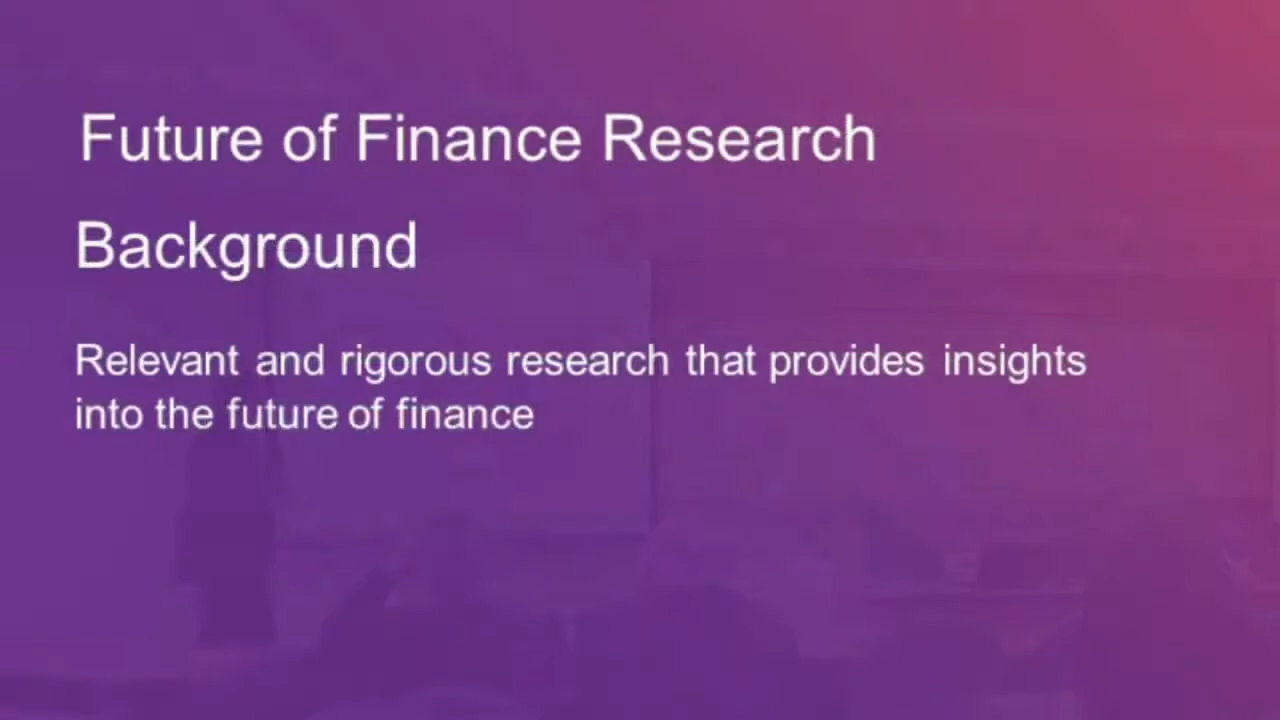 Future of Finance Research
Background
Relevant and rigorous research that provides insights
into the future of finance